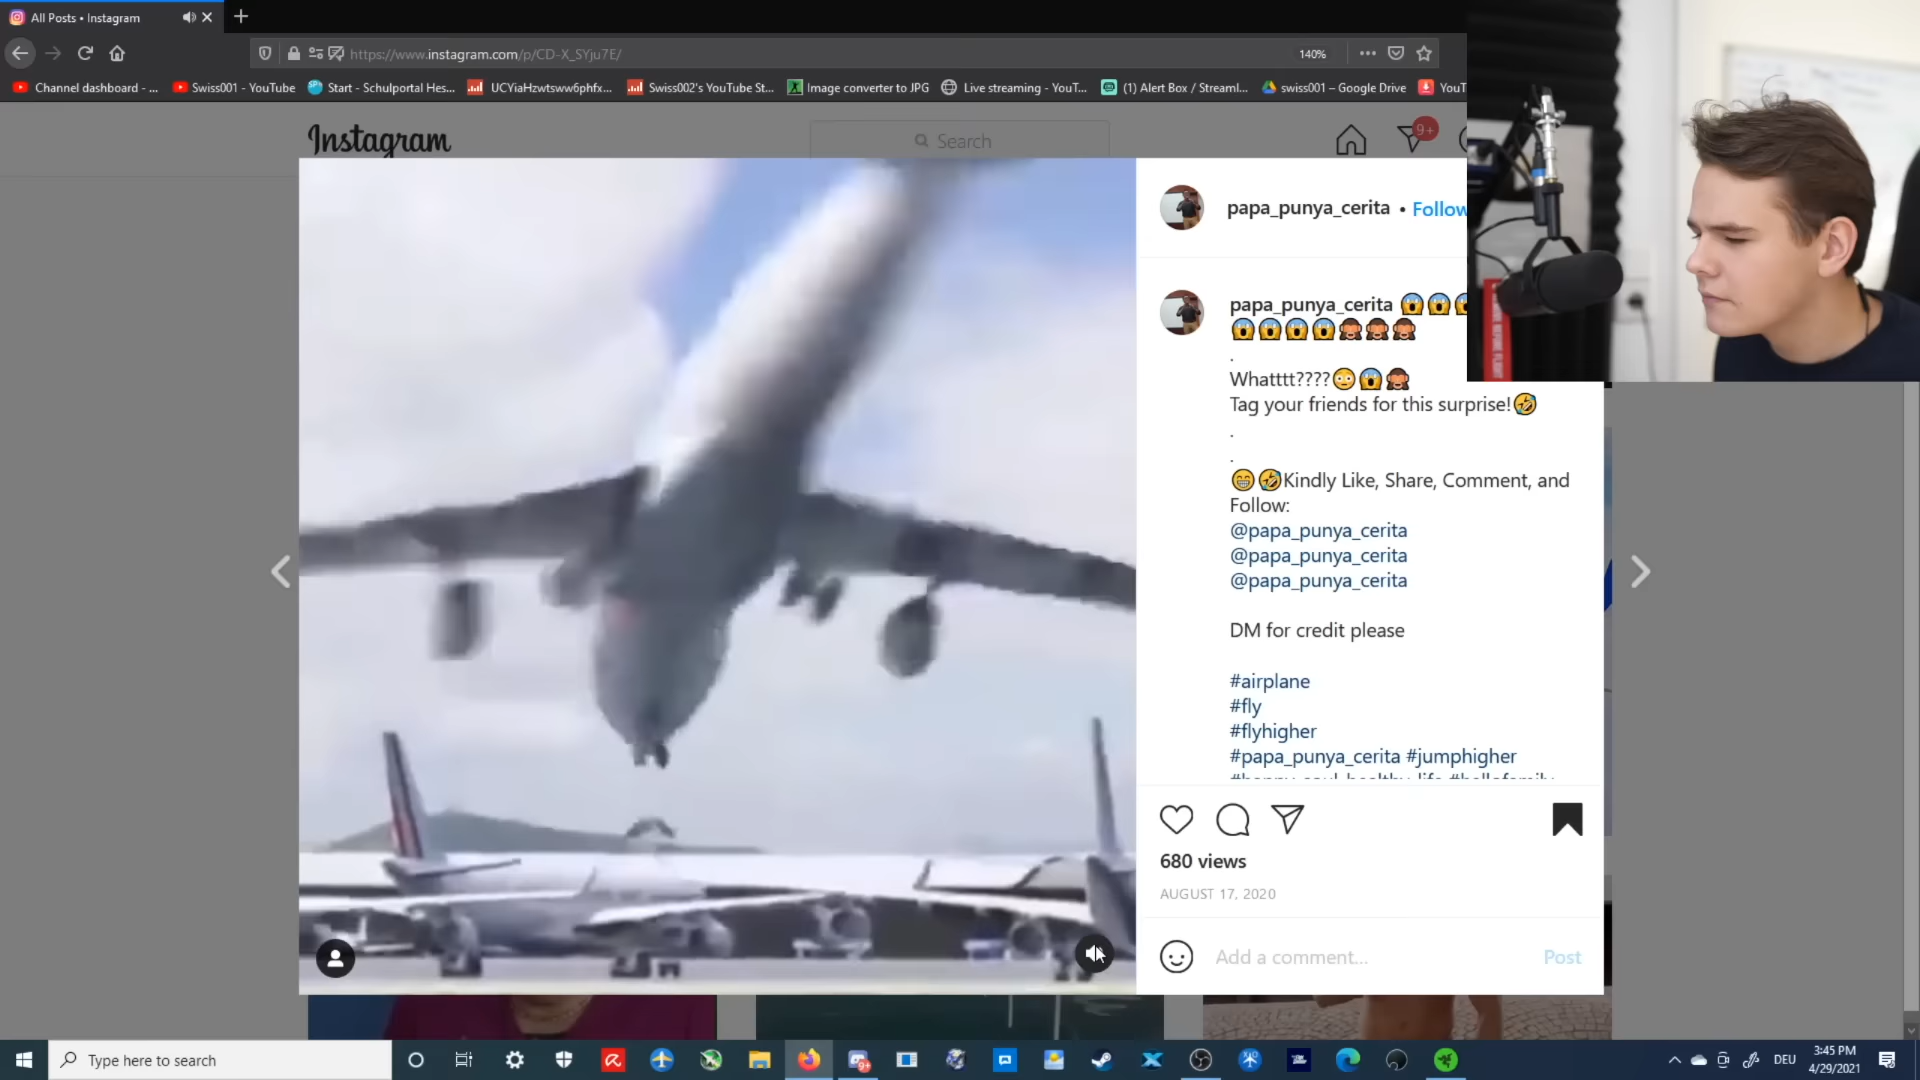 All Posts • Instagram
https://www.instagram.com/p/CD-X_SYju7E/
140%
Channel dashboard - ...
Swiss001 - YouTube
Start - Schulportal Hes...
UCYiaHzwtsww6phfx...
Swiss002's YouTube St...
Image converter to JPG
Live streaming - YouT...
(1) Alert Box / Streaml...
swiss001 – Google Drive
YouT
Instagram
Search
9+
papa_punya_cerita • Follow
papa_punya_cerita 😱😱😱
😱😱😱😱🙈🙈🙈
.
Whatttt????😳😱🙈
Tag your friends for this surprise!🤣
.
.
😁🤣Kindly Like, Share, Comment, and
Follow:
@papa_punya_cerita
@papa_punya_cerita
@papa_punya_cerita
DM for credit please
#airplane
#fly
#flyhigher
#papa_punya_cerita #jumphigher
680 views
AUGUST 17, 2020
Add a comment...
Post
Type here to search
9+
DEU
3:45 PM
4/29/2021